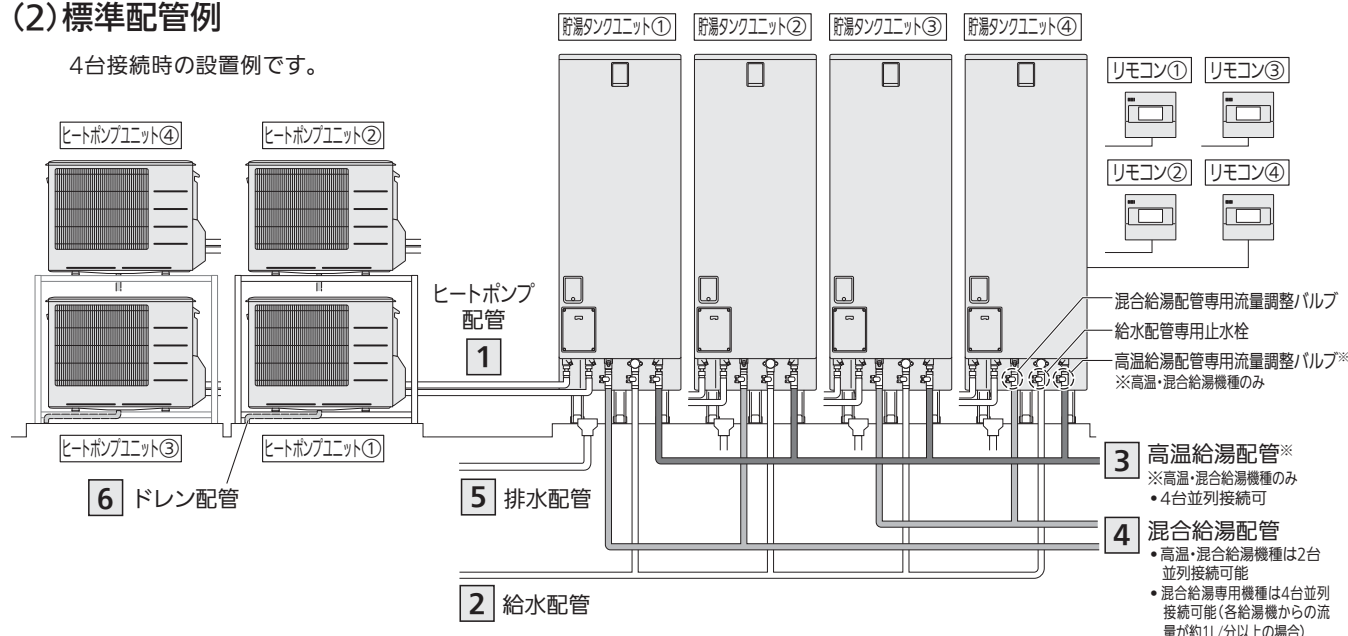 (2)標準配管例
4台接続時の設置例です。
貯湯タンクユニット①
貯湯タンクユニット②
貯湯タンクユニット③
貯湯タンクユニット④
リモコン①
リモコン③
リモコン②
リモコン④
ヒートポンプユニット④
ヒートポンプユニット②
ヒートポンプ
配管
1
混合給湯配管専用流量調整バルブ
給水配管専用止水栓
高温給湯配管専用流量調整バルブ※
※高温・混合給湯機種のみ
ヒートポンプユニット③
ヒートポンプユニット①
6 ドレン配管
5 排水配管
3 高温給湯配管※
※高温・混合給湯機種のみ
•4台並列接続可
4 混合給湯配管
•高温・混合給湯機種は2台
並列接続可能
•混合給湯専用機種は4台並列
接続可能(各給湯機からの流
量が約1L/分以上の場合)
2 給水配管